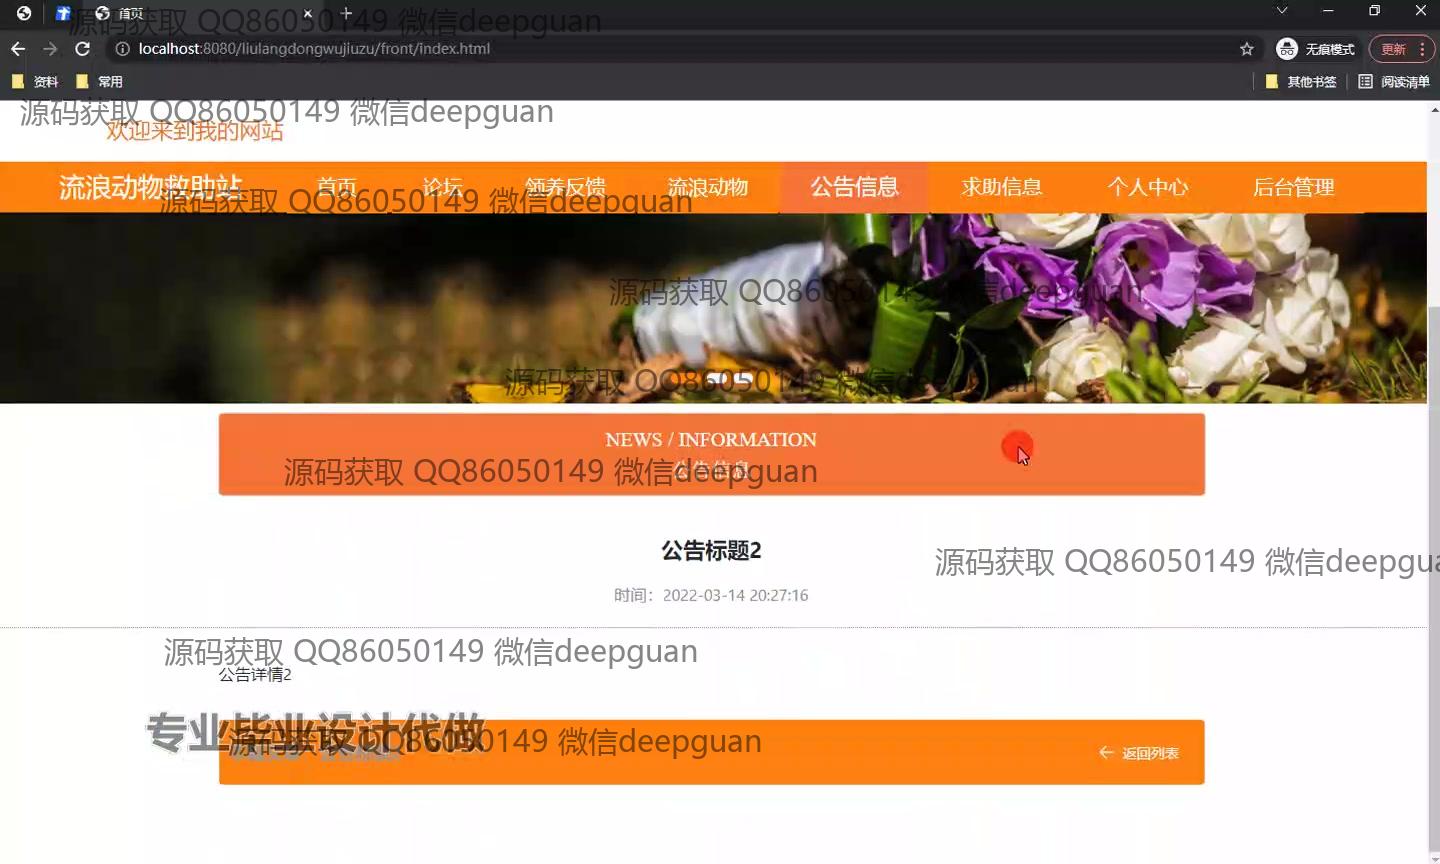 首页
源码获取 QQ86050149 微信deepguan
localhost:8080/liulangdongwujiuzu/front/index.html
无痕模式
更新
资料
常用
其他书签
阅读清单
源码获取 QQ86050149 微信deepguan
欢迎来到我的网站
流浪动物救助站
首页
论坛
领养反馈
流浪动物
公告信息
求助信息
个人中心
后台管理
源码获取 QQ86050149 微信deepguan
源码获取 QQ86050149 微信deepguan
源码获取 QQ86050149 微信deepguan
NEWS / INFORMATION
公告信息
源码获取 QQ86050149 微信deepguan
公告标题2
源码获取 QQ86050149 微信deepgua
时间：2022-03-14 20:27:16
源码获取 QQ86050149 微信deepguan
公告详情2
专业毕业设计代做
源码获取 QQ86050149 微信deepguan
返回列表